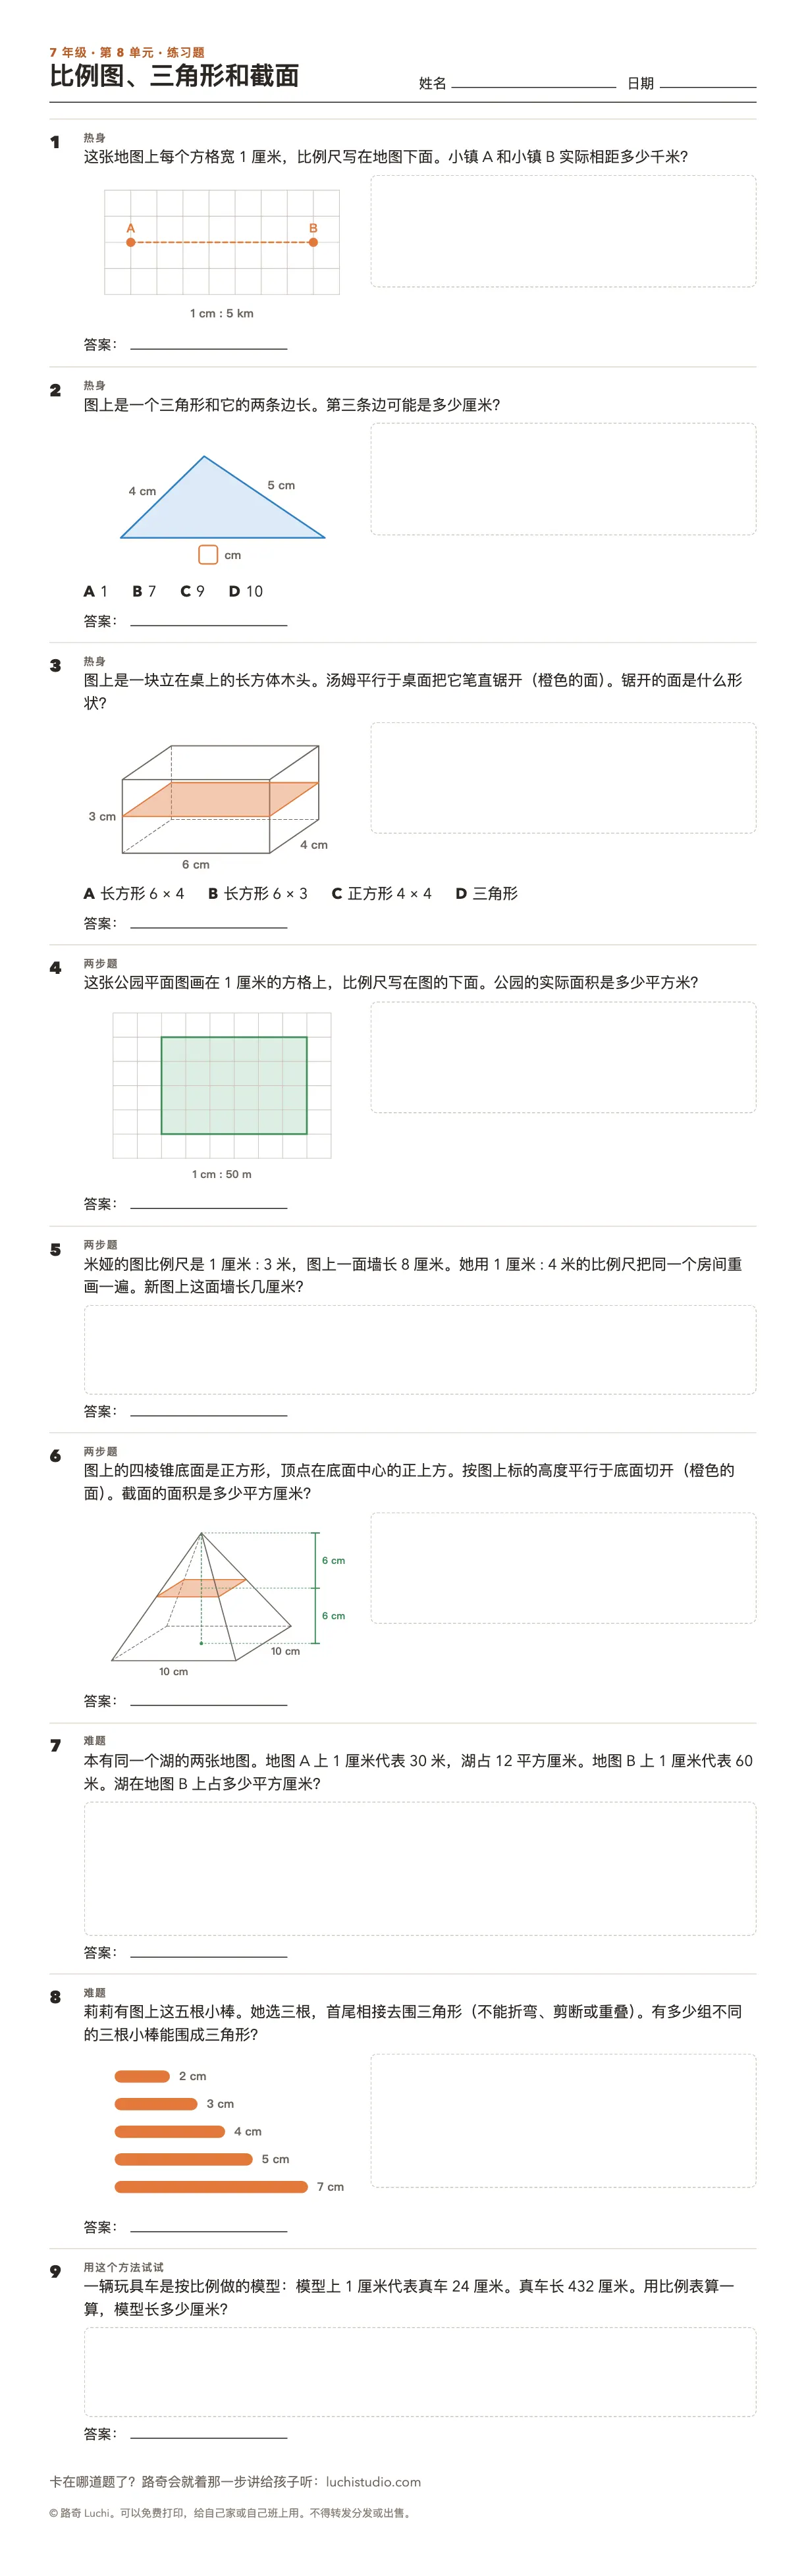 7 年级 · 第 8 单元 · 练习题
比例图、三角形和截面
姓名
日期
1
热身
这张地图上每个方格宽 1 厘米，比例尺写在地图下面。小镇 A 和小镇 B 实际相距多少千米？
A
B
1 cm : 5 km
答案：
2
热身
图上是一个三角形和它的两条边长。第三条边可能是多少厘米？
4 cm
5 cm
cm
A 1 B 7 C 9 D 10
答案：
3
热身
图上是一块立在桌上的长方体木头。汤姆平行于桌面把它笔直锯开（橙色的面）。锯开的面是什么形
状？
3 cm
4 cm
6 cm
A 长方形 6 × 4 B 长方形 6 × 3 C 正方形 4 × 4 D 三角形
答案：
4
两步题
这张公园平面图画在 1 厘米的方格上，比例尺写在图的下面。公园的实际面积是多少平方米？
1 cm : 50 m
答案：
5
两步题
米娅的图比例尺是 1 厘米 : 3 米，图上一面墙长 8 厘米。她用 1 厘米 : 4 米的比例尺把同一个房间重
画一遍。新图上这面墙长几厘米？
答案：
6
两步题
图上的四棱锥底面是正方形，顶点在底面中心的正上方。按图上标的高度平行于底面切开（橙色的
面）。截面的面积是多少平方厘米？
6 cm
6 cm
10 cm
10 cm
答案：
7
难题
本有同一个湖的两张地图。地图 A 上 1 厘米代表 30 米，湖占 12 平方厘米。地图 B 上 1 厘米代表 60
米。湖在地图 B 上占多少平方厘米？
答案：
8
难题
莉莉有图上这五根小棒。她选三根，首尾相接去围三角形（不能折弯、剪断或重叠）。有多少组不同
的三根小棒能围成三角形？
2 cm
3 cm
4 cm
5 cm
7 cm
答案：
9
用这个方法试试
一辆玩具车是按比例做的模型：模型上 1 厘米代表真车 24 厘米。真车长 432 厘米。用比例表算一
算，模型长多少厘米？
答案：
卡在哪道题了？路奇会就着那一步讲给孩子听：luchistudio.com
© 路奇 Luchi。可以免费打印，给自己家或自己班上用。不得转发分发或出售。